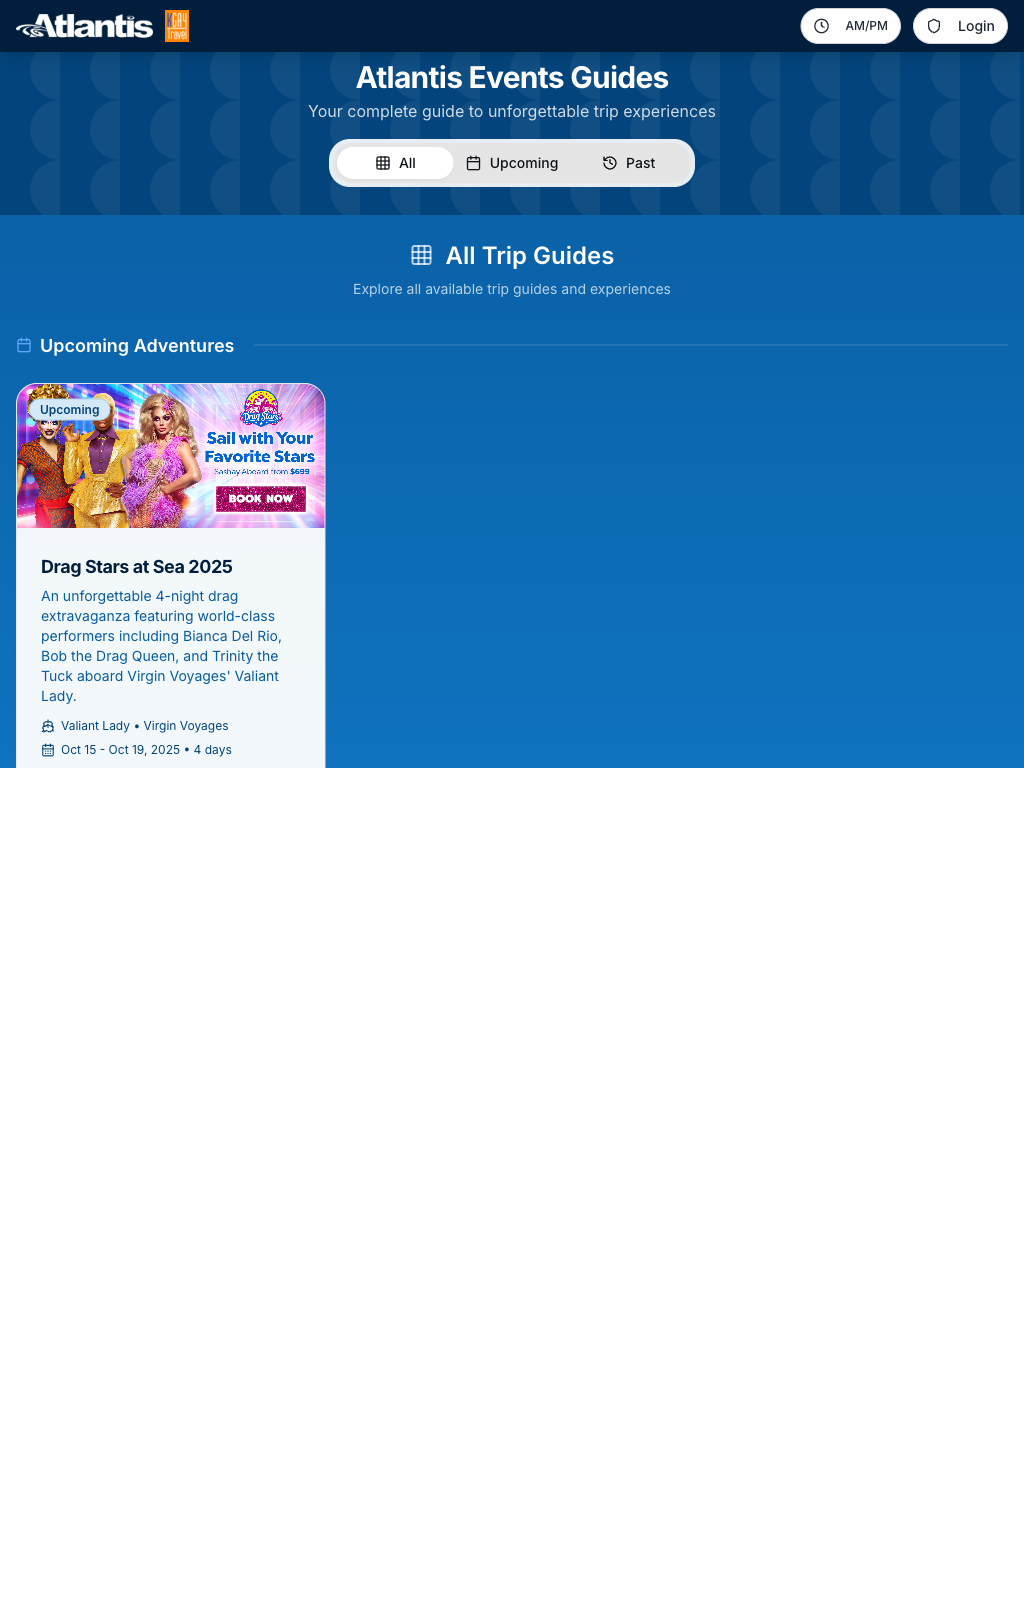 Atlantis
KGAY
Travel
AM/PM
Login
Atlantis Events Guides
Your complete guide to unforgettable trip experiences
All
Upcoming
Past
All Trip Guides
Explore all available trip guides and experiences
Upcoming Adventures
Upcoming
Drag Stars
Sail with Your
Favorite Stars
Sashay Aboard from $699
BOOK NOW
Drag Stars at Sea 2025
An unforgettable 4-night drag
extravaganza featuring world-class
performers including Bianca Del Rio,
Bob the Drag Queen, and Trinity the
Tuck aboard Virgin Voyages' Valiant
Lady.
Valiant Lady • Virgin Voyages
Oct 15 - Oct 19, 2025 • 4 days